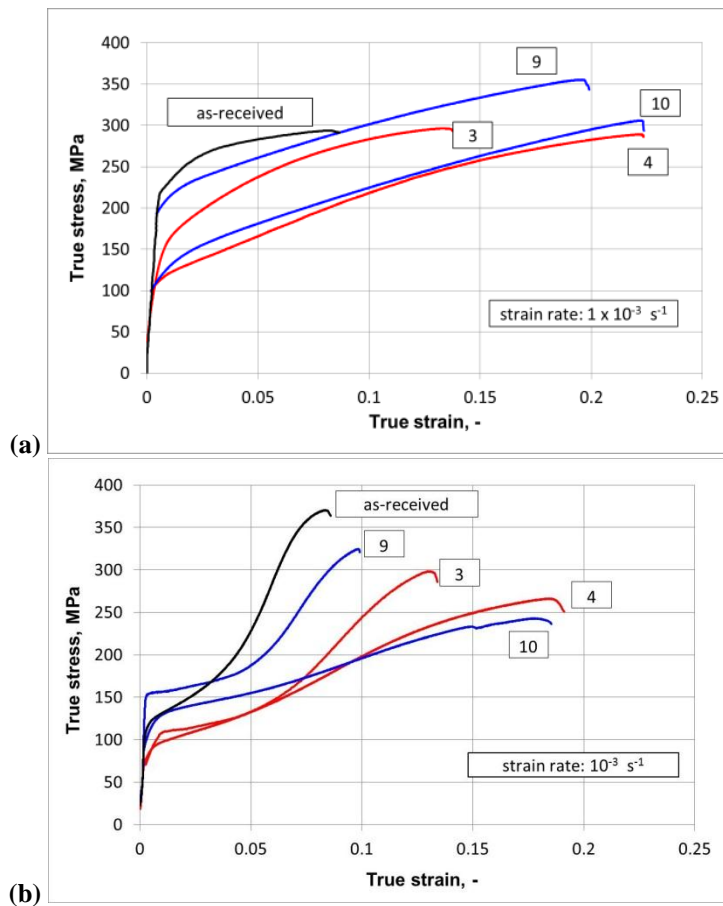 400
350
300
250
200
150
100
50
0
True stress, MPa
as-received
9
10
3
4
strain rate: 1 x 10⁻³ s⁻¹
0 0.05 0.1 0.15 0.2 0.25
True strain, -
(a)
400
350
300
250
200
150
100
50
0
True stress, MPa
as-received
9
3
4
10
strain rate: 10⁻³ s⁻¹
0 0.05 0.1 0.15 0.2 0.25
True strain, -
(b)